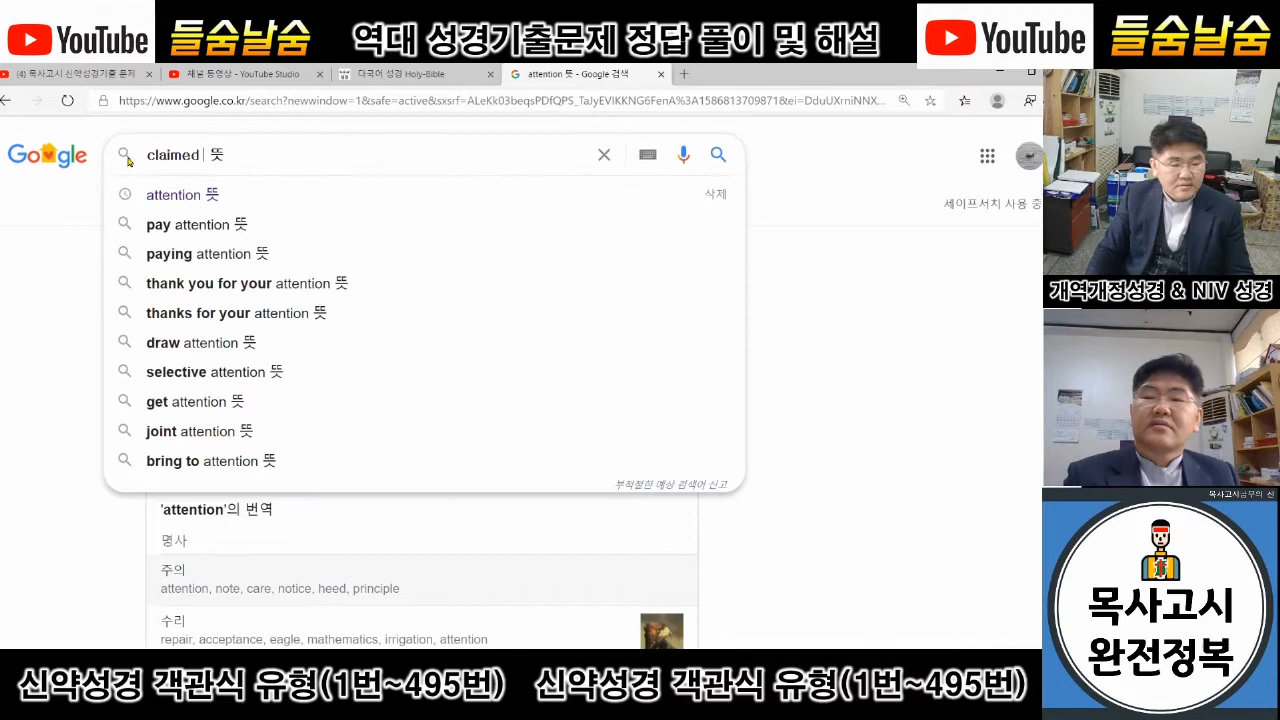 YouTube 들숨날숨 역대 성경기출문제 정답 풀이 및 해설 YouTube 들숨날숨
(4) 목사고시 신약성경기출 문제 채널 동영상 - YouTube Studio 다국어 성경 Holy-Bible attention 뜻 - Google 검색
https://www.google.co.kr/search?newwindow=1&safe=active&sxsrf=ALeKk03beqsPDfQPS_TaJyEVIKKNG6FenA%3A1586813709871&ei=DduUXrniNNX...
Google
claimed 뜻
attention 뜻 삭제
pay attention 뜻
paying attention 뜻
thank you for your attention 뜻
thanks for your attention 뜻
draw attention 뜻
selective attention 뜻
get attention 뜻
joint attention 뜻
bring to attention 뜻
부적절한 예상 검색어 신고
세이프서치 사용 중
'attention'의 번역
명사
주의
attention, note, care, notice, heed, principle
수리
repair, acceptance, eagle, mathematics, irrigation, attention
개역개정성경 & NIV 성경
목사고시공부의 신
목사고시
완전정복
신약성경 객관식 유형(1번~495번) 신약성경 객관식 유형(1번~495번)